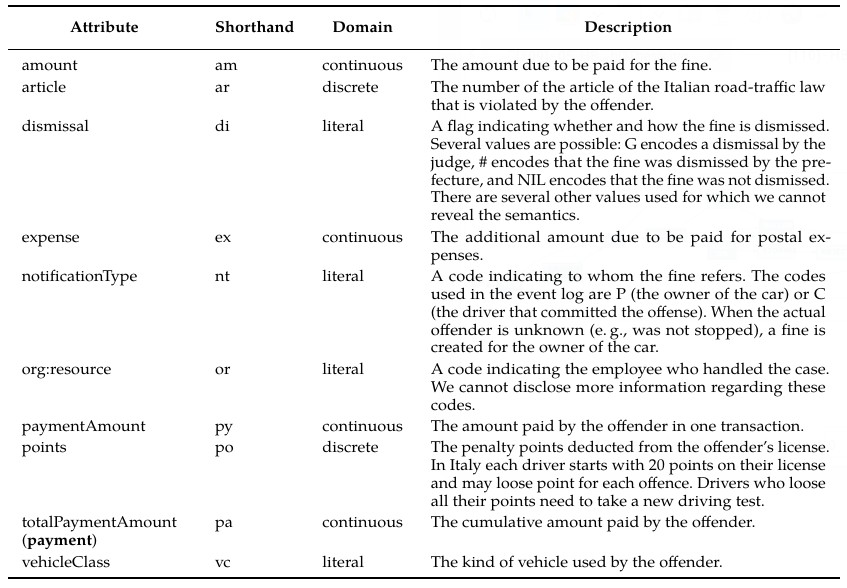 Attribute Shorthand Domain Description
amount am continuous The amount due to be paid for the fine.
article ar discrete The number of the article of the Italian road-traffic law
that is violated by the offender.
dismissal di literal A flag indicating whether and how the fine is dismissed.
Several values are possible: G encodes a dismissal by the
judge, # encodes that the fine was dismissed by the pre-
fecture, and NIL encodes that the fine was not dismissed.
There are several other values used for which we cannot
reveal the semantics.
expense ex continuous The additional amount due to be paid for postal ex-
penses.
notificationType nt literal A code indicating to whom the fine refers. The codes
used in the event log are P (the owner of the car) or C
(the driver that committed the offense). When the actual
offender is unknown (e. g., was not stopped), a fine is
created for the owner of the car.
org:resource or literal A code indicating the employee who handled the case.
We cannot disclose more information regarding these
codes.
paymentAmount py continuous The amount paid by the offender in one transaction.
points po discrete The penalty points deducted from the offender's license.
In Italy each driver starts with 20 points on their license
and may loose point for each offence. Drivers who loose
all their points need to take a new driving test.
totalPaymentAmount pa continuous The cumulative amount paid by the offender.
(payment)
vehicleClass vc literal The kind of vehicle used by the offender.